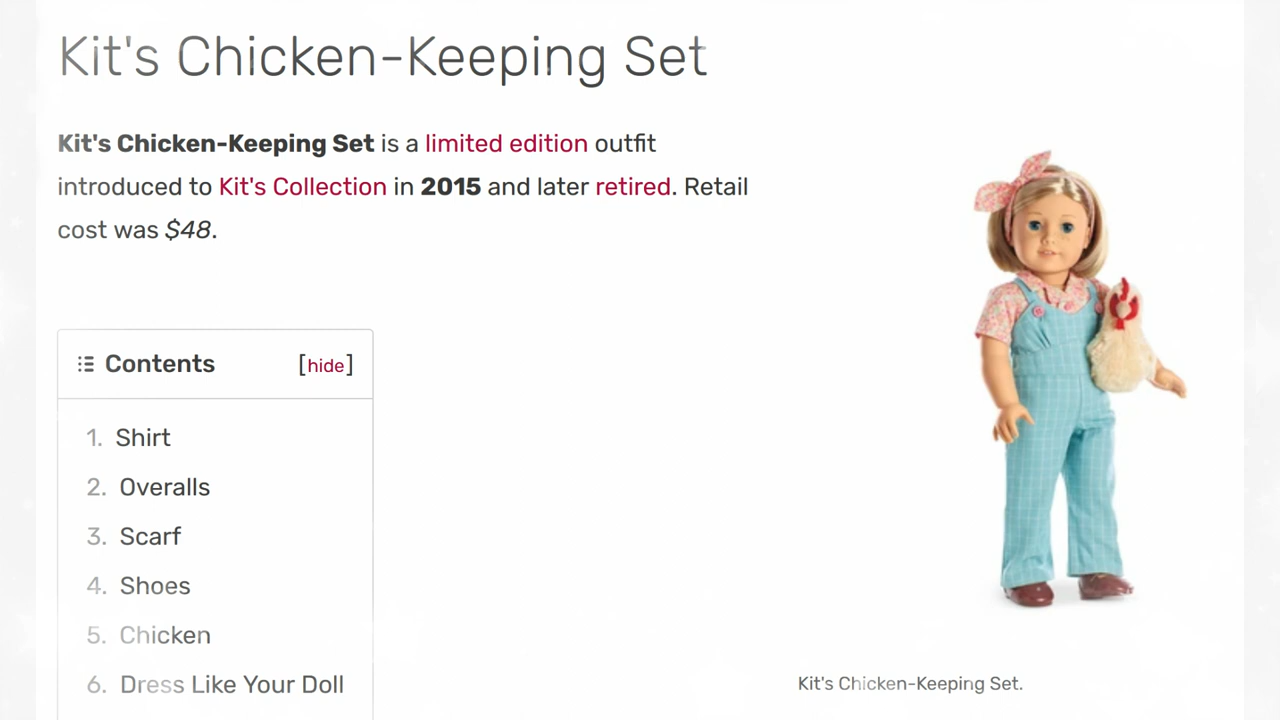 Kit's Chicken-Keeping Set
Kit's Chicken-Keeping Set is a limited edition outfit
introduced to Kit's Collection in 2015 and later retired. Retail
cost was $48.
Contents [hide]
1. Shirt
2. Overalls
3. Scarf
4. Shoes
5. Chicken
6. Dress Like Your Doll
Kit's Chicken-Keeping Set.